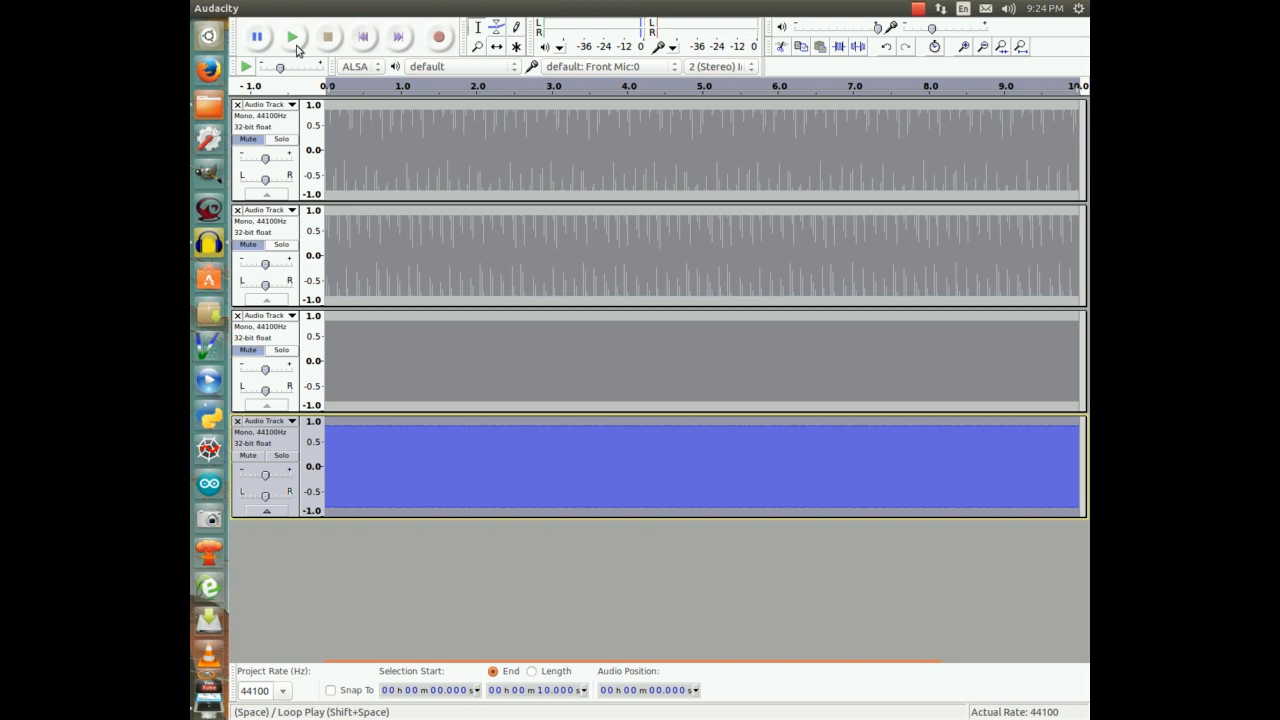 Audacity
En
9:24 PM
L
R
-36 -24 -12 0
L
R
-36 -24 -12 0
ALSA
default
default: Front Mic:0
2 (Stereo) I
- 1.0 0.0 1.0 2.0 3.0 4.0 5.0 6.0 7.0 8.0 9.0 10.0
Audio Track
Mono, 44100Hz
32-bit float
Mute Solo
- +
L R
1.0
0.5
0.0
-0.5
-1.0
Audio Track
Mono, 44100Hz
32-bit float
Mute Solo
- +
L R
1.0
0.5
0.0
-0.5
-1.0
Audio Track
Mono, 44100Hz
32-bit float
Mute Solo
- +
L R
1.0
0.5
0.0
-0.5
-1.0
Audio Track
Mono, 44100Hz
32-bit float
Mute Solo
- +
L R
1.0
0.5
0.0
-0.5
-1.0
Project Rate (Hz): Selection Start: End Length Audio Position:
44100 Snap To 00 h 00 m 00.000 s 00 h 00 m 10.000 s 00 h 00 m 00.000 s
(Space) / Loop Play (Shift+Space) Actual Rate: 44100